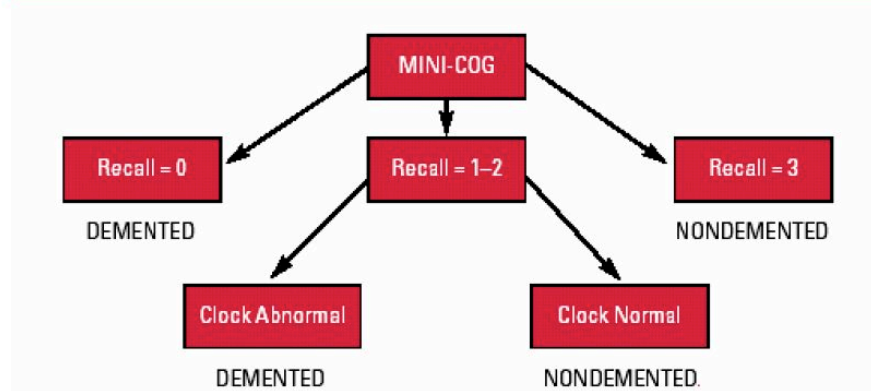 MINI-COG
Recall = 0
Recall = 1–2
Recall = 3
DEMENTED
NONDEMENTED
Clock Abnormal
Clock Normal
DEMENTED
NONDEMENTED.